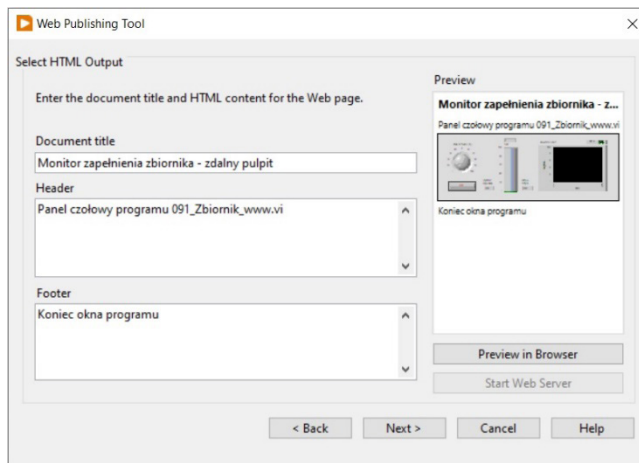 Web Publishing Tool
Select HTML Output
Enter the document title and HTML content for the Web page.
Document title
Monitor zapełnienia zbiornika - zdalny pulpit
Header
Panel czołowy programu 091_Zbiornik_www.vi
Footer
Koniec okna programu
Preview
Monitor zapełnienia zbiornika - z...
Panel czołowy programu 091_Zbiornik_www.vi
Koniec okna programu
Preview in Browser
Start Web Server
< Back
Next >
Cancel
Help